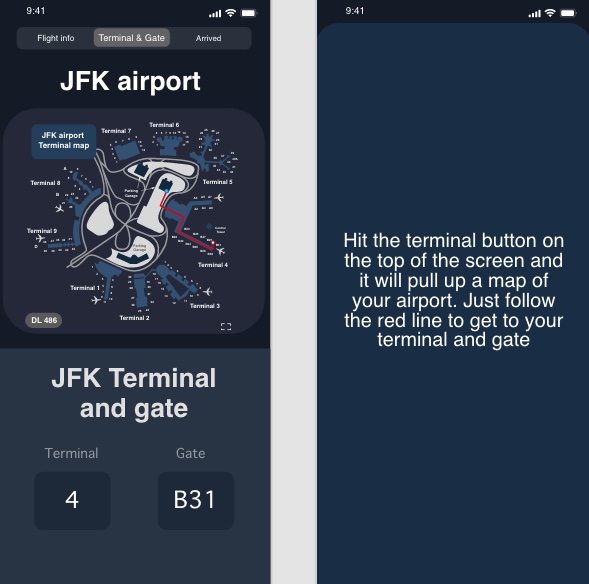 9:41
Flight info
Terminal & Gate
Arrived
JFK airport
JFK airport
Terminal map
Terminal 7
Terminal 6
Terminal 5
Terminal 8
Terminal 9
Terminal 4
Terminal 1
Terminal 3
Terminal 2
Parking
Garage
Parking
Garage
A
B
D
DL 486
JFK Terminal
and gate
Terminal
Gate
4
B31
9:41
Hit the terminal button on
the top of the screen and
it will pull up a map of
your airport. Just follow
the red line to get to your
terminal and gate